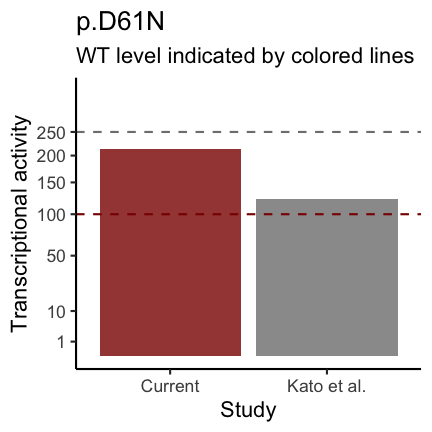 p.D61N
WT level indicated by colored lines
Transcriptional activity
250
200
150
100
50
10
1
Current
Kato et al.
Study